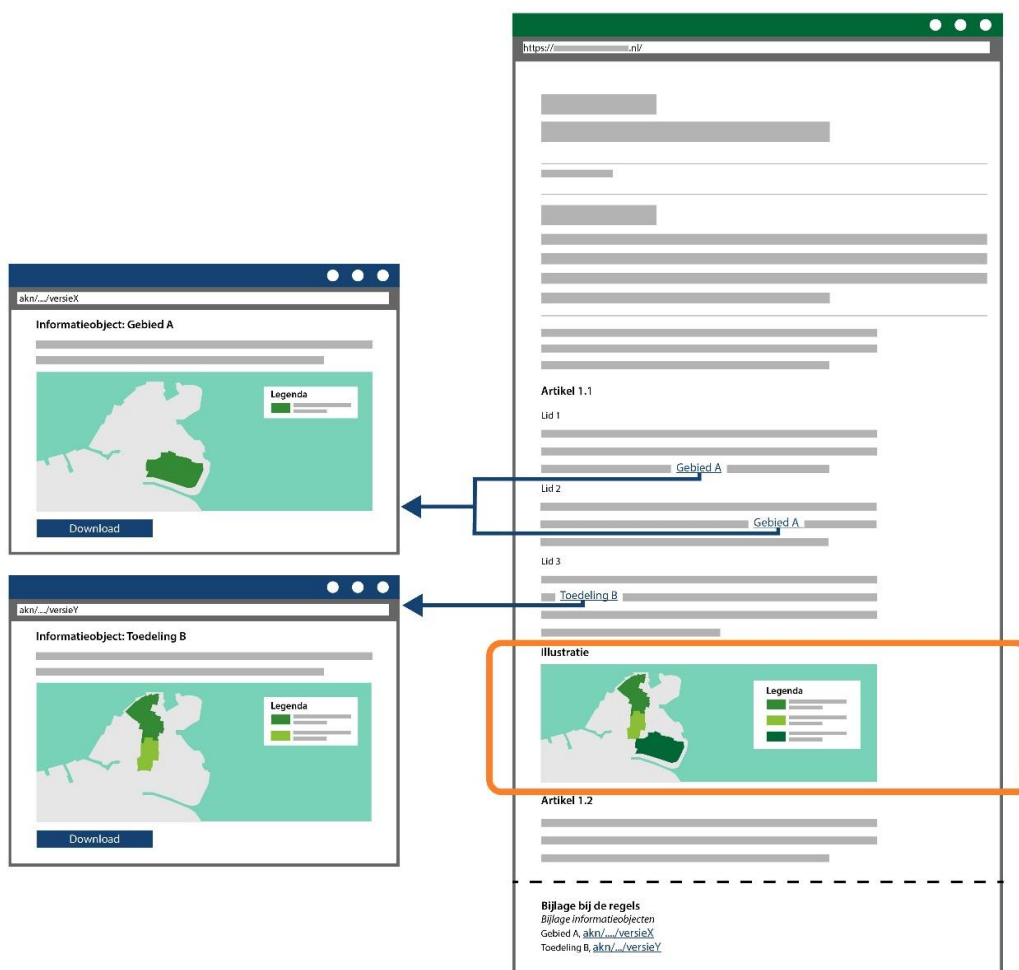 akn/..../versieX
Informatieobject: Gebied A
Legenda
Download
akn/..../versieY
Informatieobject: Toedeling B
Legenda
Download
https:// .nl/
Artikel 1.1
Lid 1
Gebied A
Lid 2
Gebied A
Lid 3
Toedeling B
Illustratie
Legenda
Artikel 1.2
Bijlage bij de regels
Bijlage informatieobjecten
Gebied A, akn/..../versieX
Toedeling B, akn/.../versieY